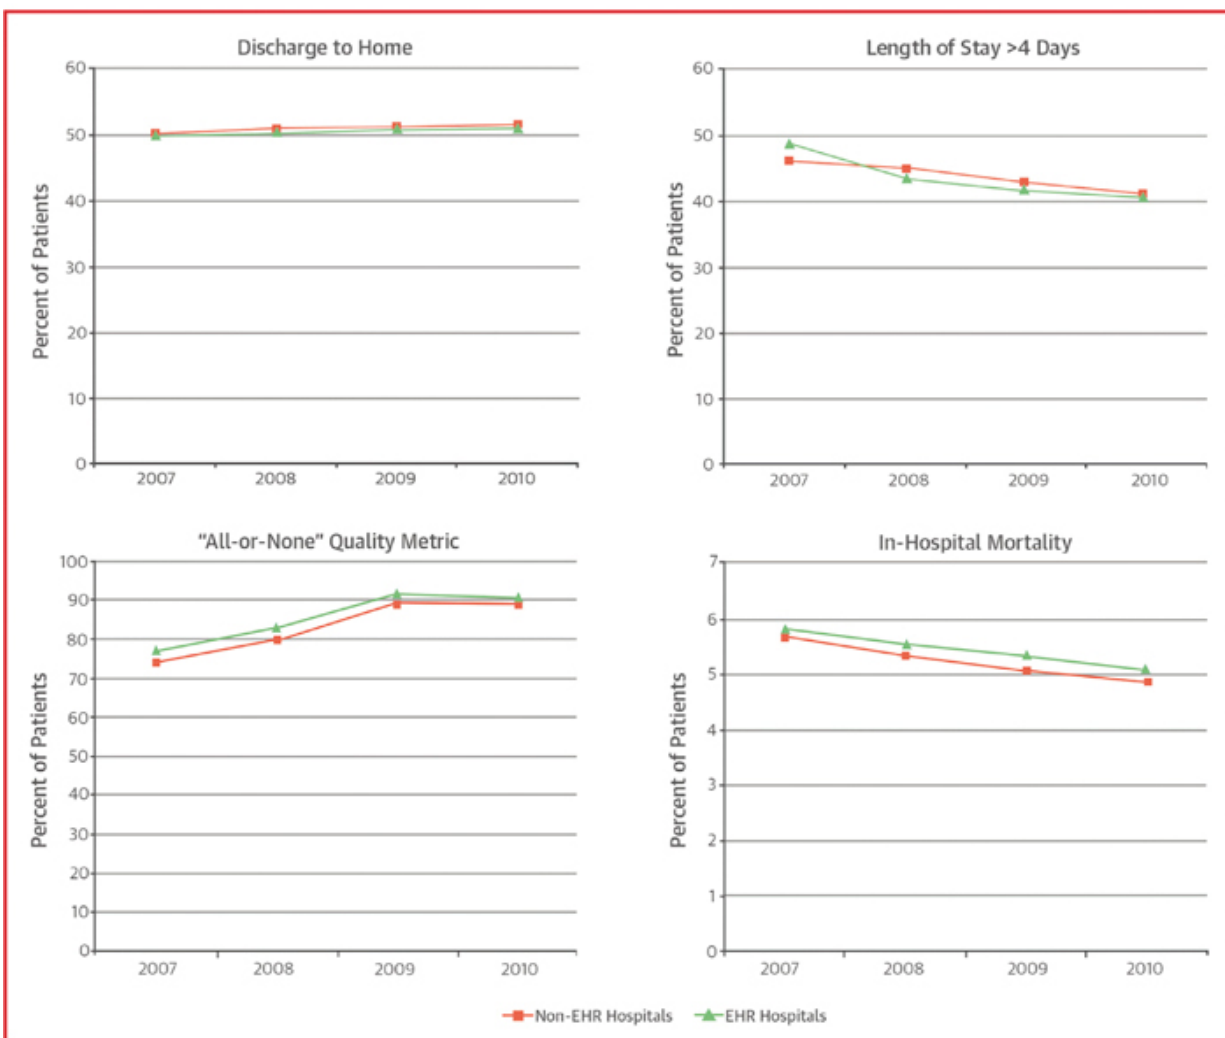 Discharge to Home
Percent of Patients
60
50
40
30
20
10
0
2007 2008 2009 2010
Length of Stay >4 Days
Percent of Patients
60
50
40
30
20
10
0
2007 2008 2009 2010
“All-or-None” Quality Metric
Percent of Patients
100
90
80
70
60
50
40
30
20
10
0
2007 2008 2009 2010
In-Hospital Mortality
Percent of Patients
7
6
5
4
3
2
1
0
2007 2008 2009 2010
Non-EHR Hospitals EHR Hospitals